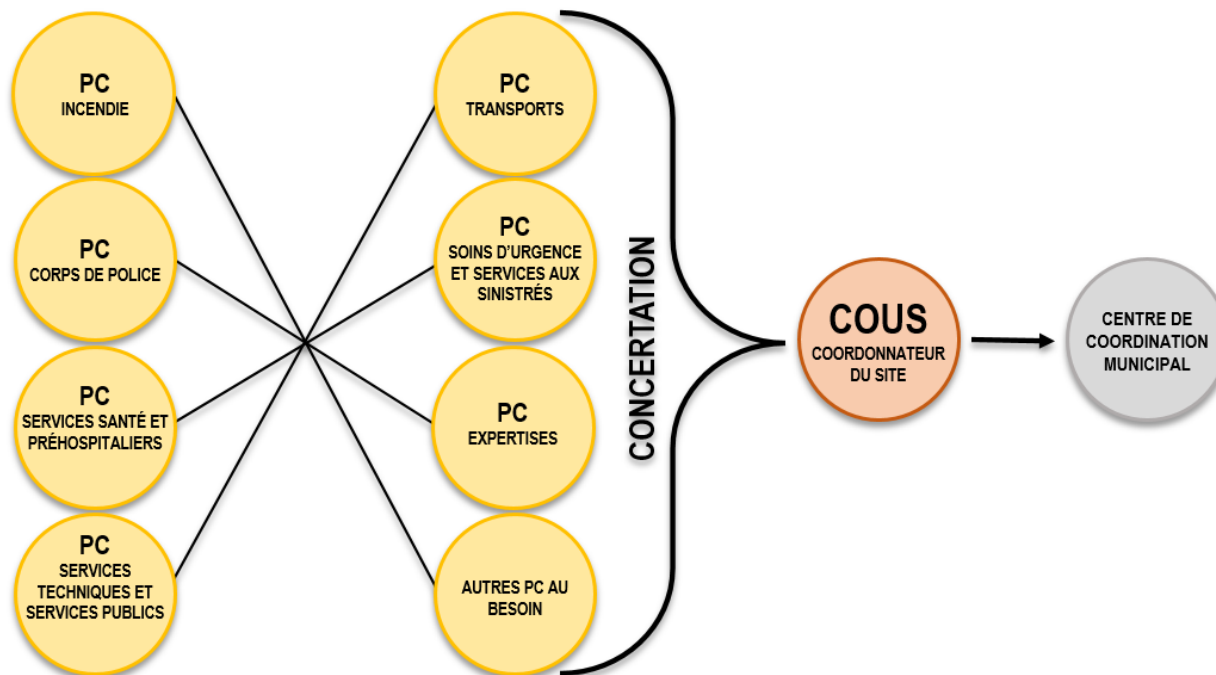 PC
INCENDIE
PC
CORPS DE POLICE
PC
SERVICES SANTÉ ET
PRÉHOSPITALIERS
PC
SERVICES
TECHNIQUES ET
SERVICES PUBLICS
PC
TRANSPORTS
PC
SOINS D'URGENCE
ET SERVICES AUX
SINISTRÉS
PC
EXPERTISES
AUTRES PC AU
BESOIN
CONCERTATION
COUS
COORDONNATEUR
DU SITE
CENTRE DE
COORDINATION
MUNICIPAL